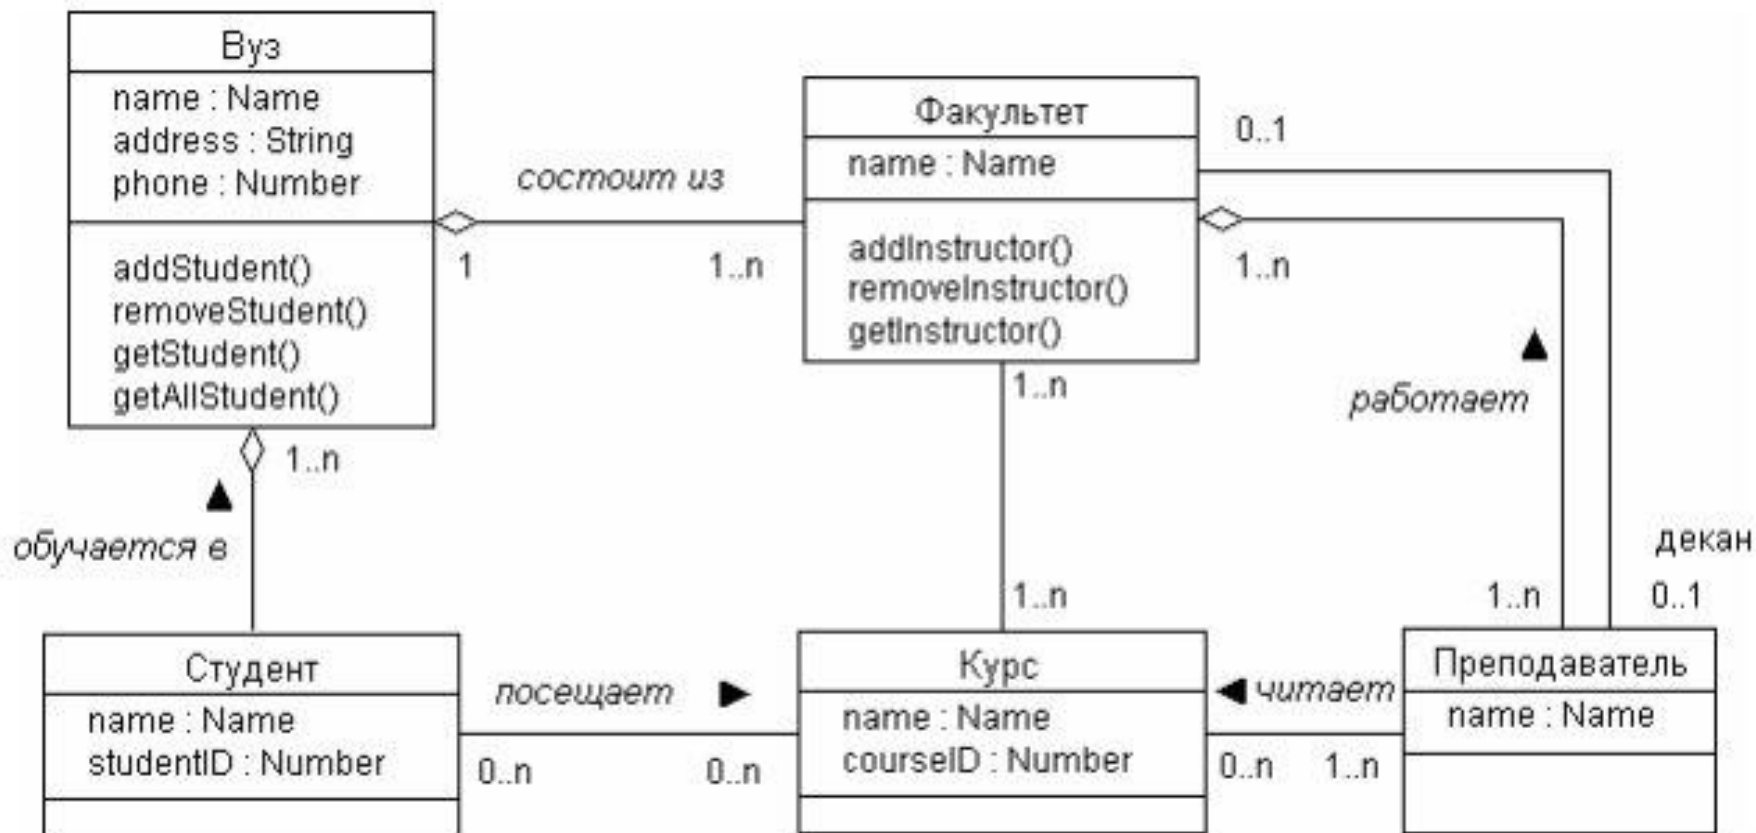 Вуз
name : Name
address : String
phone : Number
addStudent()
removeStudent()
getStudent()
getAllStudent()
состоит из
1
1..n
Факультет
name : Name
addInstructor()
removeInstructor()
getInstructor()
0..1
1..n
1..n
работает
1..n
обучается в
декан
1..n
1..n
0..1
Студент
name : Name
studentID : Number
посещает
0..n
0..n
Курс
name : Name
courseID : Number
читает
0..n
1..n
Преподаватель
name : Name